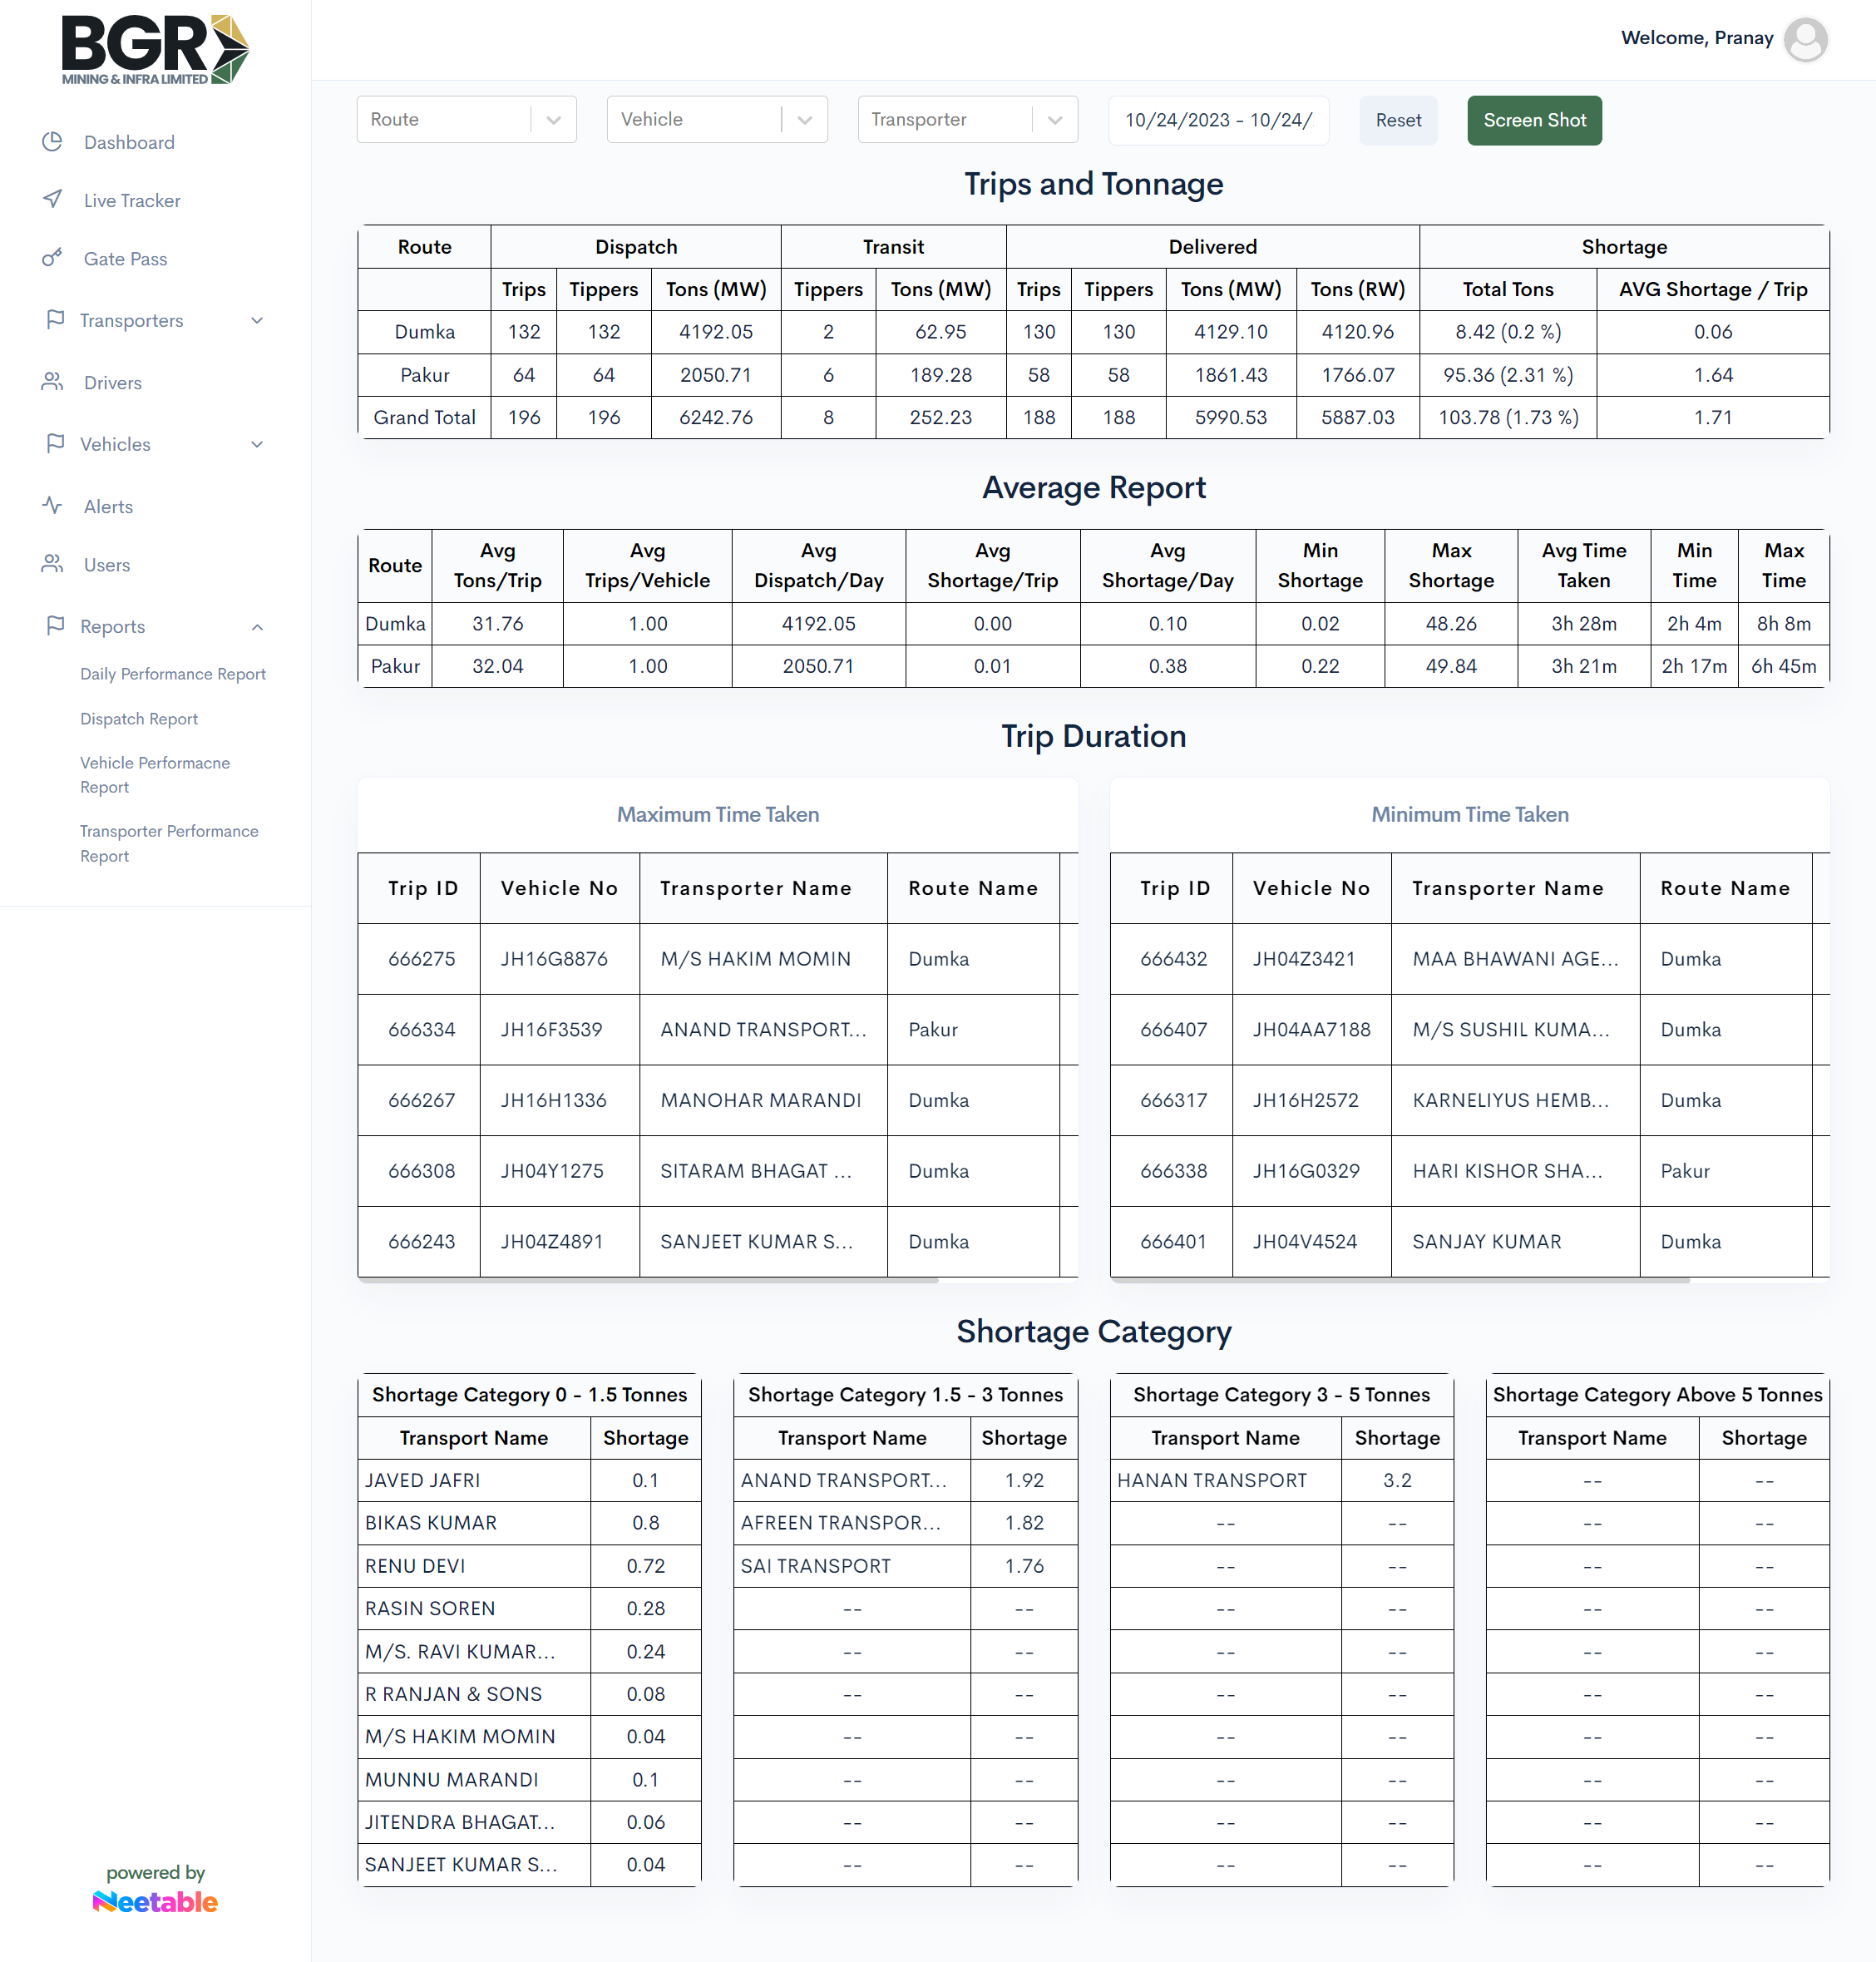 BGR
MINING & INFRA LIMITED
Welcome, Pranay
Dashboard
Live Tracker
Gate Pass
Transporters
Drivers
Vehicles
Alerts
Users
Reports
Daily Performance Report
Dispatch Report
Vehicle Performacne
Report
Transporter Performance
Report
powered by
Neetable
Route Vehicle Transporter 10/24/2023 - 10/24/ Reset Screen Shot
Trips and Tonnage
Route Dispatch Transit Delivered Shortage
Trips Tippers Tons (MW) Tippers Tons (MW) Trips Tippers Tons (MW) Tons (RW) Total Tons AVG Shortage / Trip
Dumka 132 132 4192.05 2 62.95 130 130 4129.10 4120.96 8.42 (0.2 %) 0.06
Pakur 64 64 2050.71 6 189.28 58 58 1861.43 1766.07 95.36 (2.31 %) 1.64
Grand Total 196 196 6242.76 8 252.23 188 188 5990.53 5887.03 103.78 (1.73 %) 1.71
Average Report
Route Avg Tons/Trip Avg Trips/Vehicle Avg Dispatch/Day Avg Shortage/Trip Avg Shortage/Day Min Shortage Max Shortage Avg Time Taken Min Time Max Time
Dumka 31.76 1.00 4192.05 0.00 0.10 0.02 48.26 3h 28m 2h 4m 8h 8m
Pakur 32.04 1.00 2050.71 0.01 0.38 0.22 49.84 3h 21m 2h 17m 6h 45m
Trip Duration
Maximum Time Taken
Trip ID Vehicle No Transporter Name Route Name
666275 JH16G8876 M/S HAKIM MOMIN Dumka
666334 JH16F3539 ANAND TRANSPORT... Pakur
666267 JH16H1336 MANOHAR MARANDI Dumka
666308 JH04Y1275 SITARAM BHAGAT ... Dumka
666243 JH04Z4891 SANJEET KUMAR S... Dumka
Minimum Time Taken
Trip ID Vehicle No Transporter Name Route Name
666432 JH04Z3421 MAA BHAWANI AGE... Dumka
666407 JH04AA7188 M/S SUSHIL KUMA... Dumka
666317 JH16H2572 KARNELIYUS HEMB... Dumka
666338 JH16G0329 HARI KISHOR SHA... Pakur
666401 JH04V4524 SANJAY KUMAR Dumka
Shortage Category
Shortage Category 0 - 1.5 Tonnes
Transport Name Shortage
JAVED JAFRI 0.1
BIKAS KUMAR 0.8
RENU DEVI 0.72
RASIN SOREN 0.28
M/S. RAVI KUMAR... 0.24
R RANJAN & SONS 0.08
M/S HAKIM MOMIN 0.04
MUNNU MARANDI 0.1
JITENDRA BHAGAT... 0.06
SANJEET KUMAR S... 0.04
Shortage Category 1.5 - 3 Tonnes
Transport Name Shortage
ANAND TRANSPORT... 1.92
AFREEN TRANSPOR... 1.82
SAI TRANSPORT 1.76
-- --
-- --
-- --
-- --
-- --
-- --
-- --
Shortage Category 3 - 5 Tonnes
Transport Name Shortage
HANAN TRANSPORT 3.2
-- --
-- --
-- --
-- --
-- --
-- --
-- --
-- --
-- --
Shortage Category Above 5 Tonnes
Transport Name Shortage
-- --
-- --
-- --
-- --
-- --
-- --
-- --
-- --
-- --
-- --